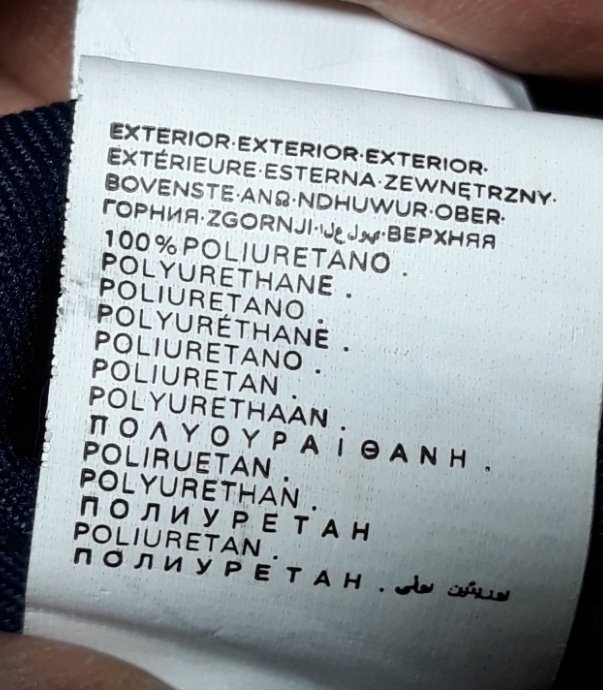 EXTERIOR·EXTERIOR·EXTERIOR·
EXTÉRIEURE·ESTERNA·ZEWNĘTRZNY·
BOVENSTE·ΑΝΩ·NDHUWUR·OBER·
ГОРНИЯ·ZGORNJI·ВЕРХНЯЯ
100%POLIURETANO .
POLYURETHANE .
POLIURETANO .
POLYURÉTHANE .
POLIURETANO .
POLIURETAN .
POLYURETHAAN .
ΠΟΛΥΟΥΡΑΙΘΑΝΗ .
POLIRUETAN .
POLYURETHAN .
ПОЛИУРЕТАН
POLIURETAN .
ПОЛИУРЕТАН .